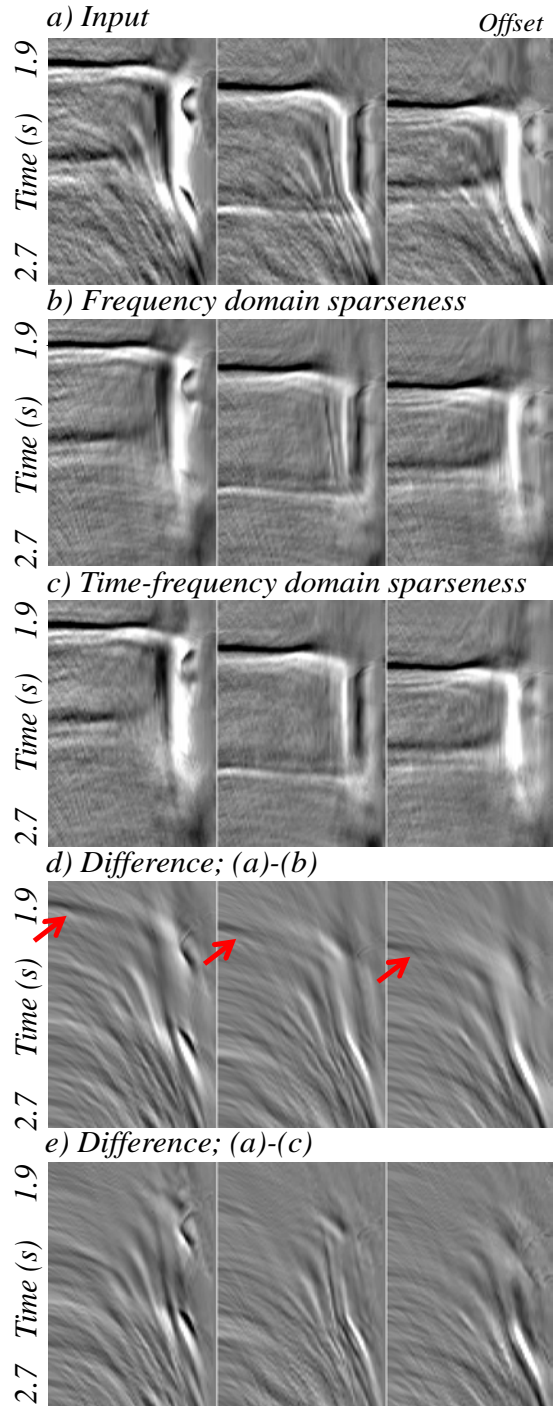 a) Input
Offset
1.9
Time (s)
2.7
b) Frequency domain sparseness
1.9
Time (s)
2.7
c) Time-frequency domain sparseness
1.9
Time (s)
2.7
d) Difference; (a)-(b)
1.9
Time (s)
2.7
e) Difference; (a)-(c)
1.9
Time (s)
2.7